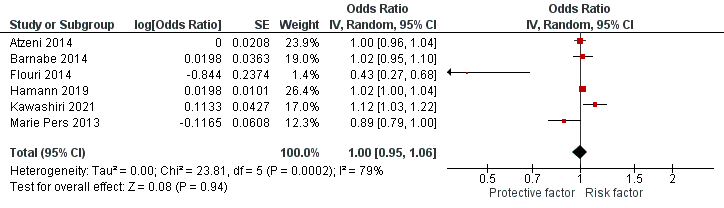 Odds Ratio Odds Ratio
Study or Subgroup log[Odds Ratio] SE Weight IV, Random, 95% CI IV, Random, 95% CI
Atzeni 2014 0 0.0208 23.9% 1.00 [0.96, 1.04]
Barnabe 2014 0.0198 0.0363 19.0% 1.02 [0.95, 1.10]
Flouri 2014 -0.844 0.2374 1.4% 0.43 [0.27, 0.68]
Hamann 2019 0.0198 0.0101 26.4% 1.02 [1.00, 1.04]
Kawashiri 2021 0.1133 0.0427 17.0% 1.12 [1.03, 1.22]
Marie Pers 2013 -0.1165 0.0608 12.3% 0.89 [0.79, 1.00]
Total (95% CI) 100.0% 1.00 [0.95, 1.06]
Heterogeneity: Tau² = 0.00; Chi² = 23.81, df = 5 (P = 0.0002); I² = 79%
Test for overall effect: Z = 0.08 (P = 0.94)
0.5 0.7 1 1.5 2
Protective factor Risk factor